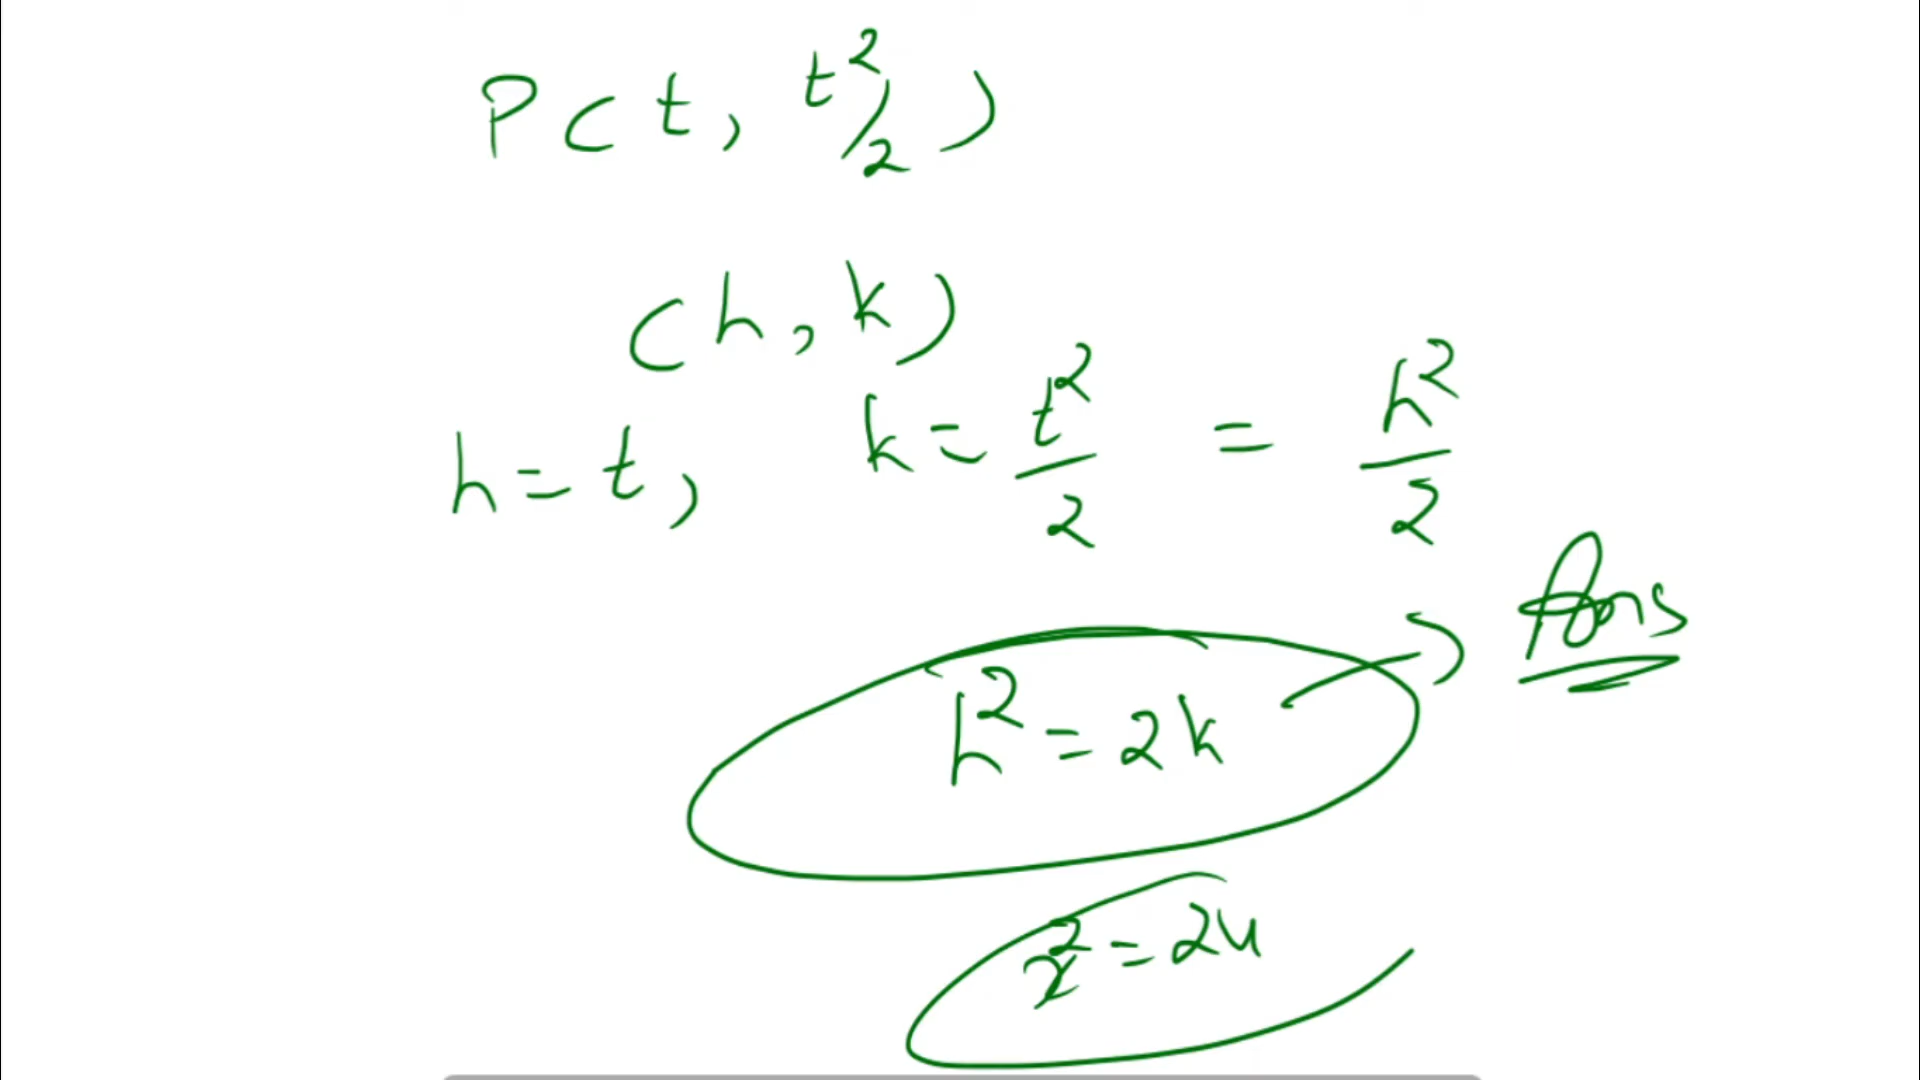 P(t, t²/2)
(h, k)
h = t, k = t²/2 = h²/2
h² = 2k → Ans
x² = 2y